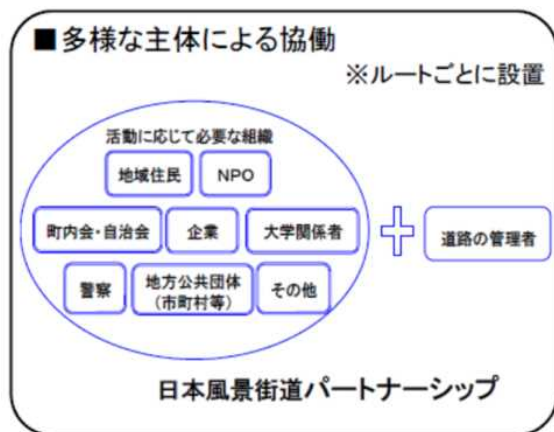 ■多様な主体による協働
※ルートごとに設置
活動に応じて必要な組織
地域住民
NPO
町内会・自治会
企業
大学関係者
道路の管理者
警察
地方公共団体
(市町村等)
その他
日本風景街道パートナーシップ